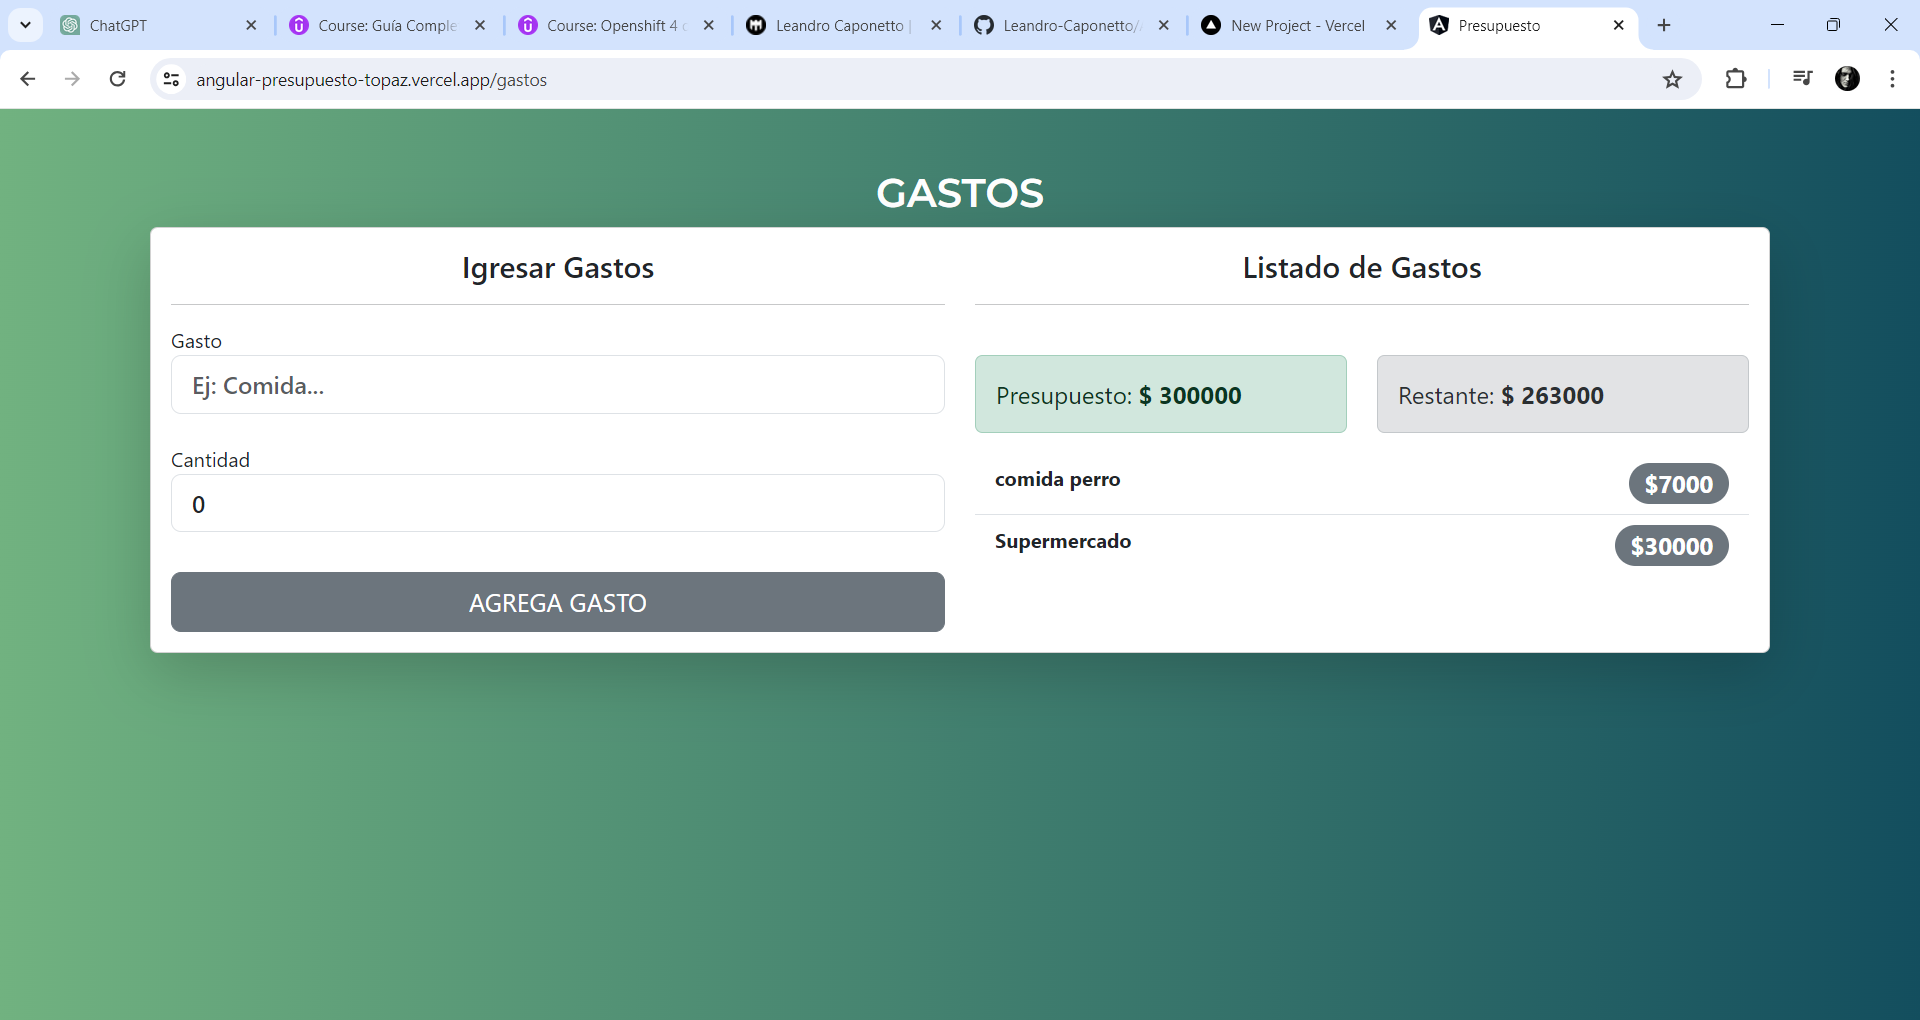 ChatGPT
Course: Guía Comple
Course: Openshift 4
Leandro Caponetto |
Leandro-Caponetto/
New Project - Vercel
Presupuesto
angular-presupuesto-topaz.vercel.app/gastos
GASTOS
Igresar Gastos
Gasto
Ej: Comida...
Cantidad
0
AGREGA GASTO
Listado de Gastos
Presupuesto: $ 300000
Restante: $ 263000
comida perro
$7000
Supermercado
$30000